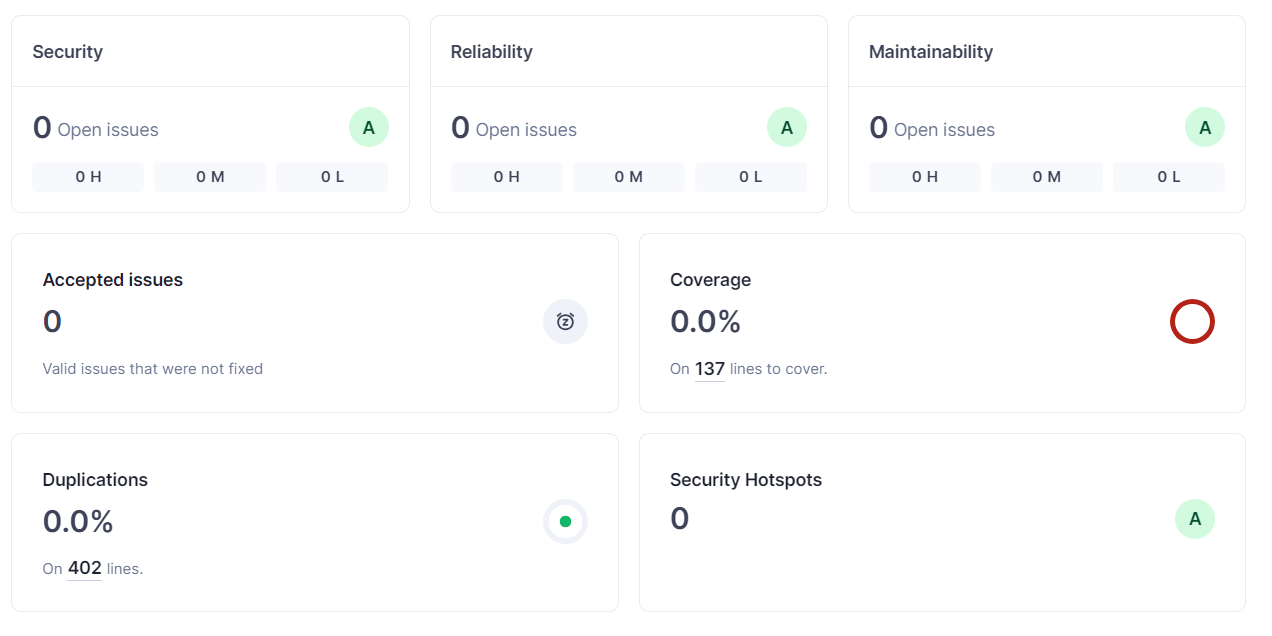 Security
0 Open issues
A
0 H
0 M
0 L
Reliability
0 Open issues
A
0 H
0 M
0 L
Maintainability
0 Open issues
A
0 H
0 M
0 L
Accepted issues
0
Valid issues that were not fixed
Coverage
0.0%
On 137 lines to cover.
Duplications
0.0%
On 402 lines.
Security Hotspots
0
A